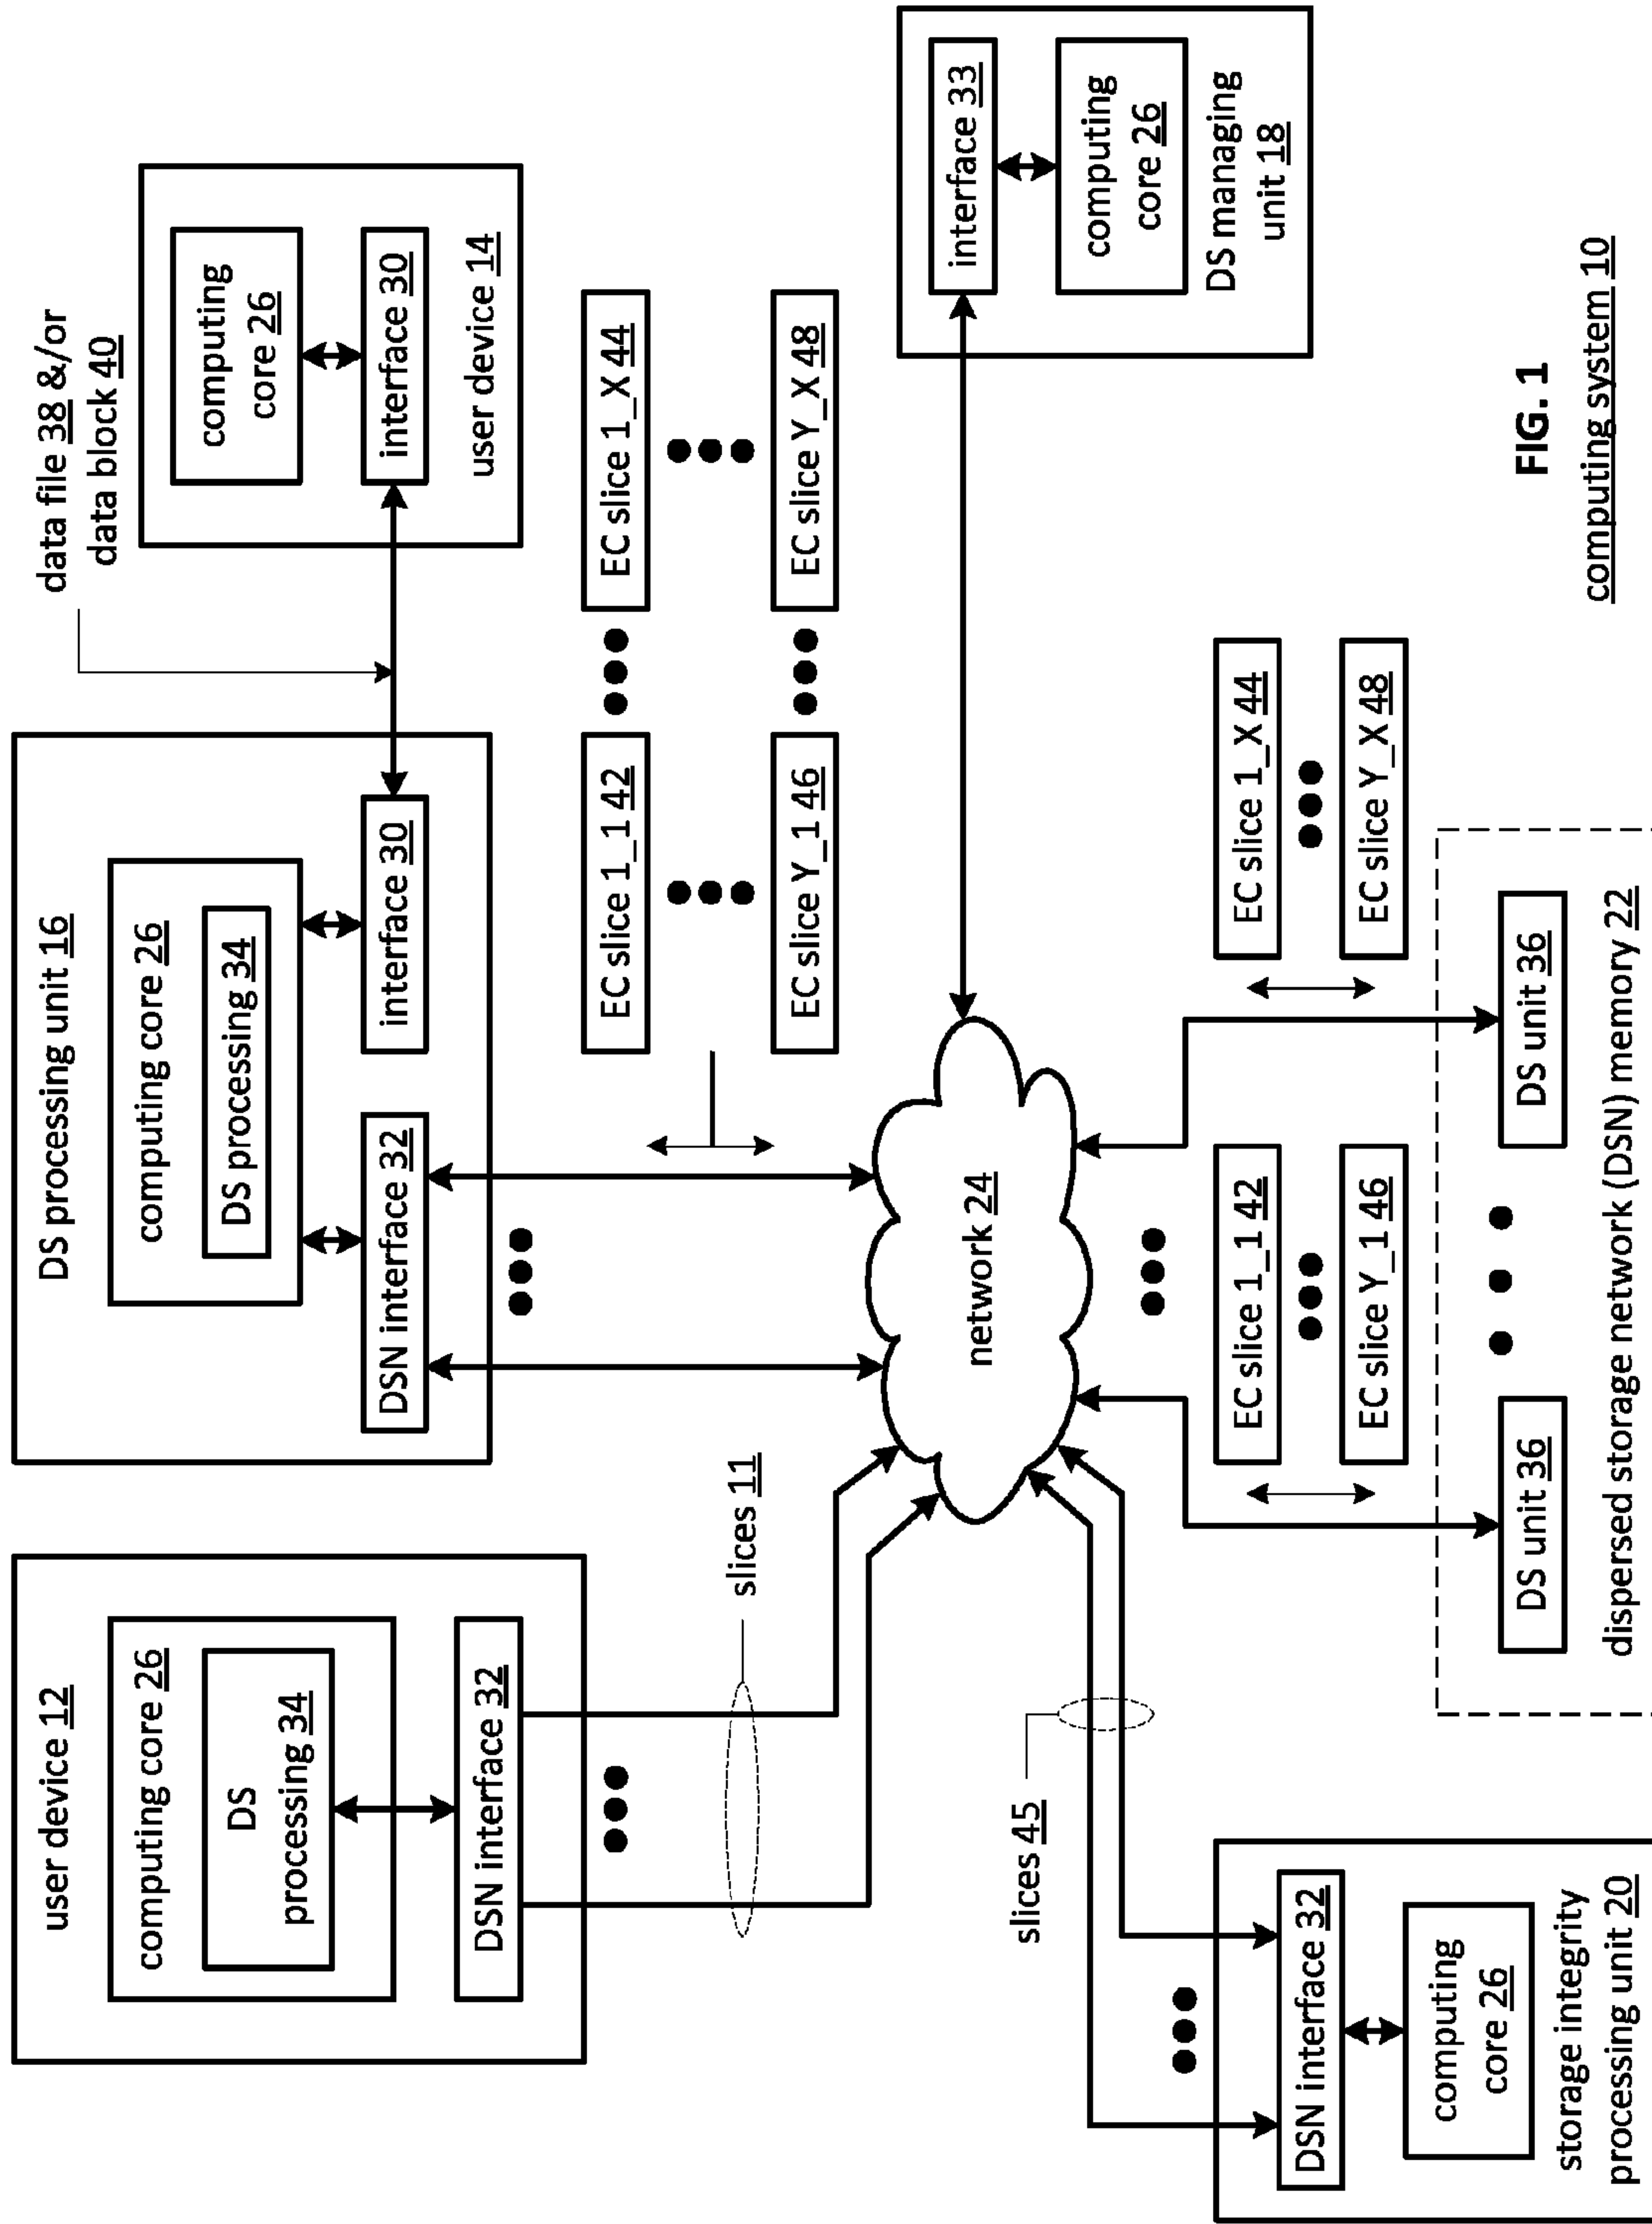 user device 12
computing core 26
DS
processing 34
DSN interface 32
DS processing unit 16
computing core 26
DS processing 34
DSN interface 32
interface 30
data file 38 &/or
data block 40
computing
core 26
interface 30
user device 14
slices 11
EC slice 1_1 42
EC slice 1_X 44
EC slice Y_1 46
EC slice Y_X 48
network 24
interface 33
computing
core 26
DS managing
unit 18
slices 45
DSN interface 32
computing
core 26
storage integrity
processing unit 20
EC slice 1_1 42
EC slice Y_1 46
EC slice 1_X 44
EC slice Y_X 48
DS unit 36
DS unit 36
dispersed storage network (DSN) memory 22
FIG. 1
computing system 10